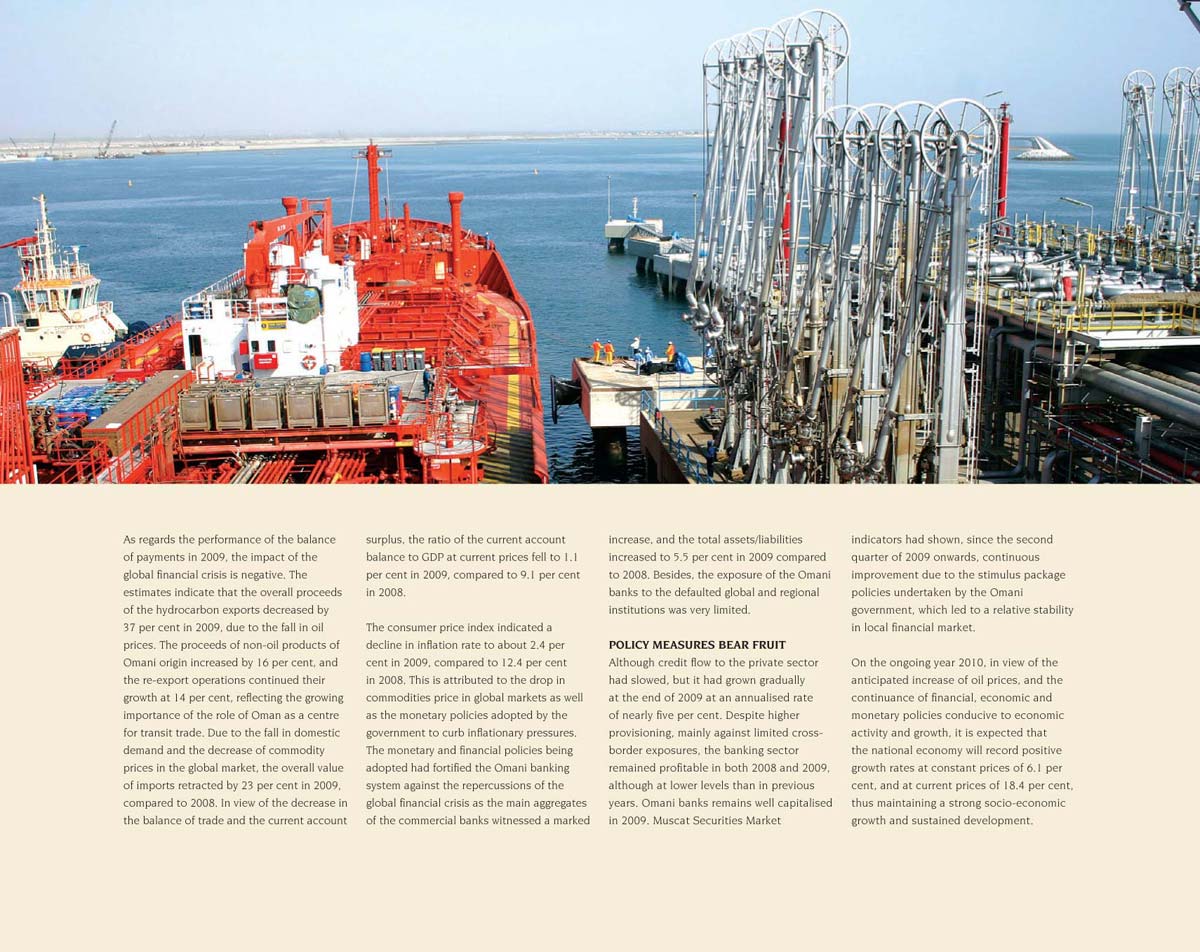 As regards the performance of the balance
of payments in 2009, the impact of the
global financial crisis is negative. The
estimates indicate that the overall proceeds
of the hydrocarbon exports decreased by
37 per cent in 2009, due to the fall in oil
prices. The proceeds of non-oil products of
Omani origin increased by 16 per cent, and
the re-export operations continued their
growth at 14 per cent, reflecting the growing
importance of the role of Oman as a centre
for transit trade. Due to the fall in domestic
demand and the decrease of commodity
prices in the global market, the overall value
of imports retracted by 23 per cent in 2009,
compared to 2008. In view of the decrease in
the balance of trade and the current account
surplus, the ratio of the current account
balance to GDP at current prices fell to 1.1
per cent in 2009, compared to 9.1 per cent
in 2008.
The consumer price index indicated a
decline in inflation rate to about 2.4 per
cent in 2009, compared to 12.4 per cent
in 2008. This is attributed to the drop in
commodities price in global markets as well
as the monetary policies adopted by the
government to curb inflationary pressures.
The monetary and financial policies being
adopted had fortified the Omani banking
system against the repercussions of the
global financial crisis as the main aggregates
of the commercial banks witnessed a marked
increase, and the total assets/liabilities
increased to 5.5 per cent in 2009 compared
to 2008. Besides, the exposure of the Omani
banks to the defaulted global and regional
institutions was very limited.
POLICY MEASURES BEAR FRUIT
Although credit flow to the private sector
had slowed, but it had grown gradually
at the end of 2009 at an annualised rate
of nearly five per cent. Despite higher
provisioning, mainly against limited cross-
border exposures, the banking sector
remained profitable in both 2008 and 2009,
although at lower levels than in previous
years. Omani banks remains well capitalised
in 2009. Muscat Securities Market
indicators had shown, since the second
quarter of 2009 onwards, continuous
improvement due to the stimulus package
policies undertaken by the Omani
government, which led to a relative stability
in local financial market.
On the ongoing year 2010, in view of the
anticipated increase of oil prices, and the
continuance of financial, economic and
monetary policies conducive to economic
activity and growth, it is expected that
the national economy will record positive
growth rates at constant prices of 6.1 per
cent, and at current prices of 18.4 per cent,
thus maintaining a strong socio-economic
growth and sustained development.